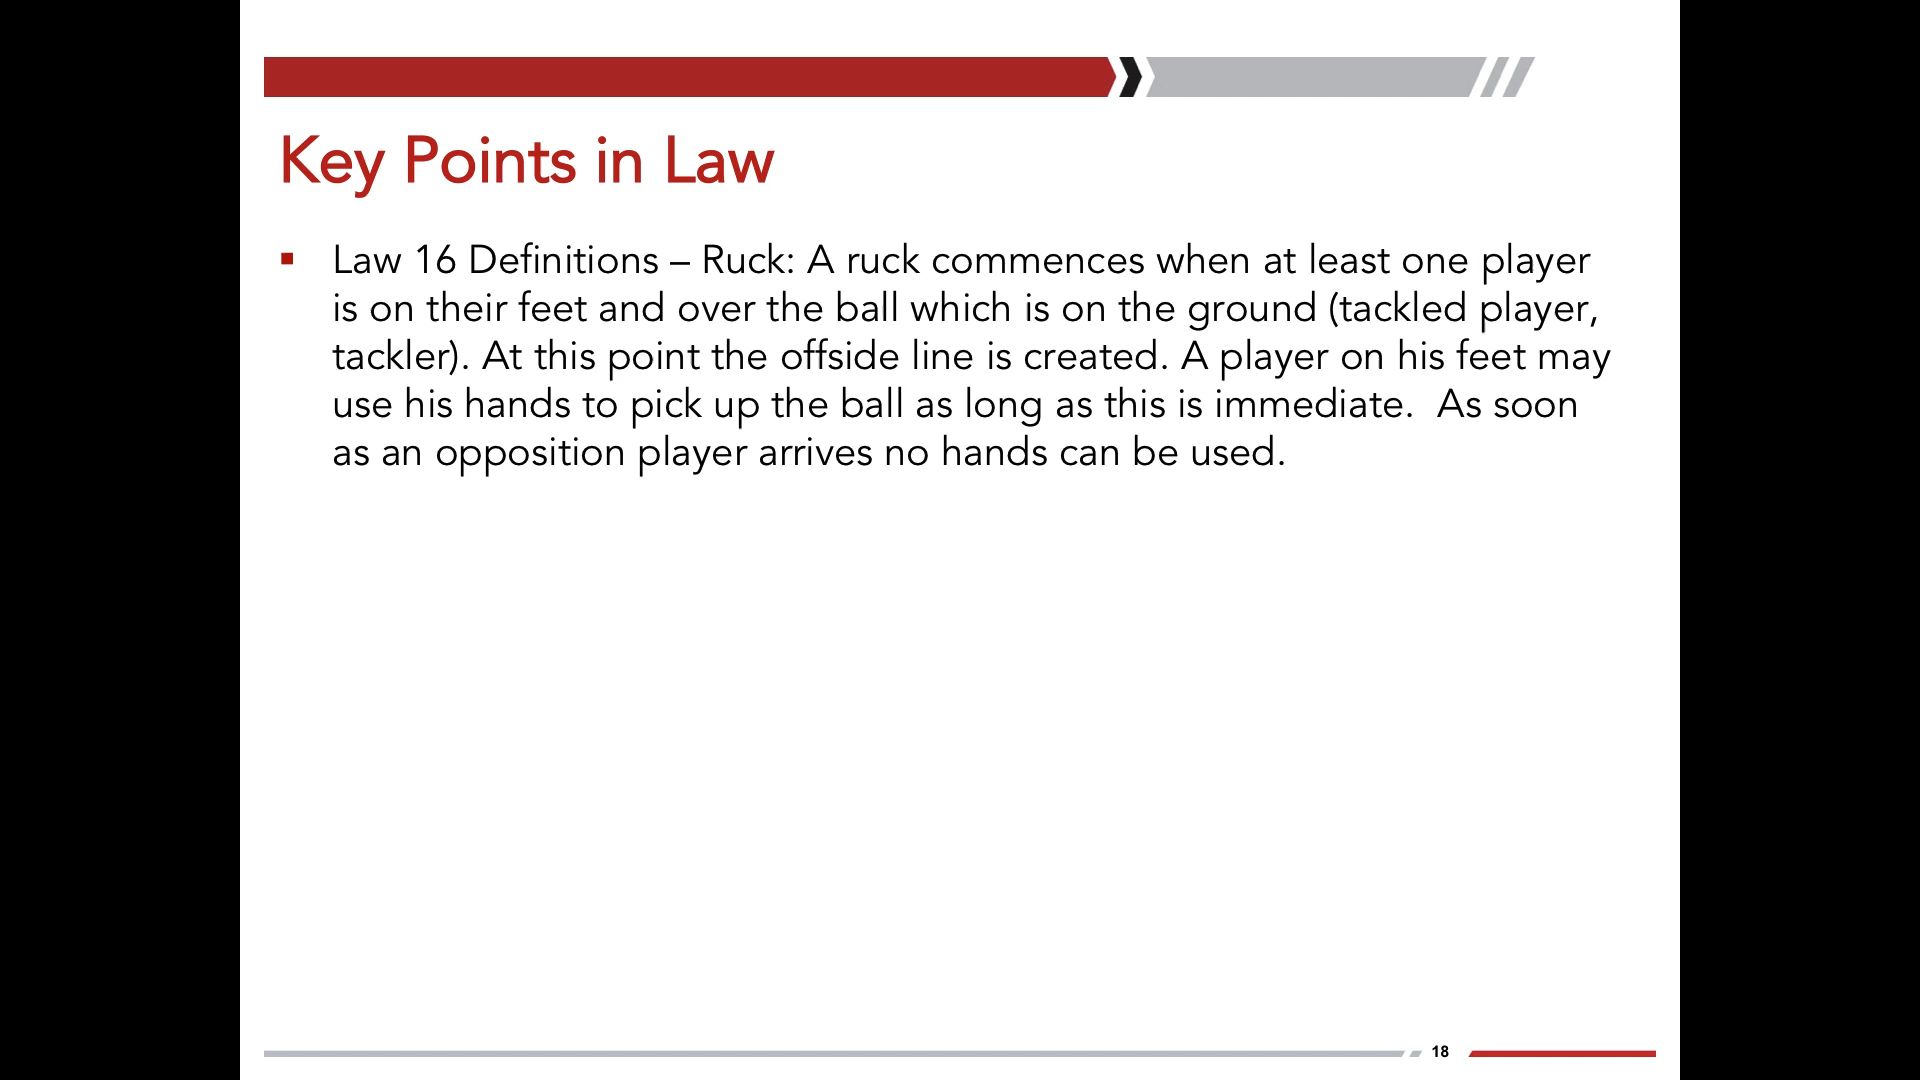 Key Points in Law
▪ Law 16 Definitions – Ruck: A ruck commences when at least one player
is on their feet and over the ball which is on the ground (tackled player,
tackler). At this point the offside line is created. A player on his feet may
use his hands to pick up the ball as long as this is immediate.  As soon
as an opposition player arrives no hands can be used.
18